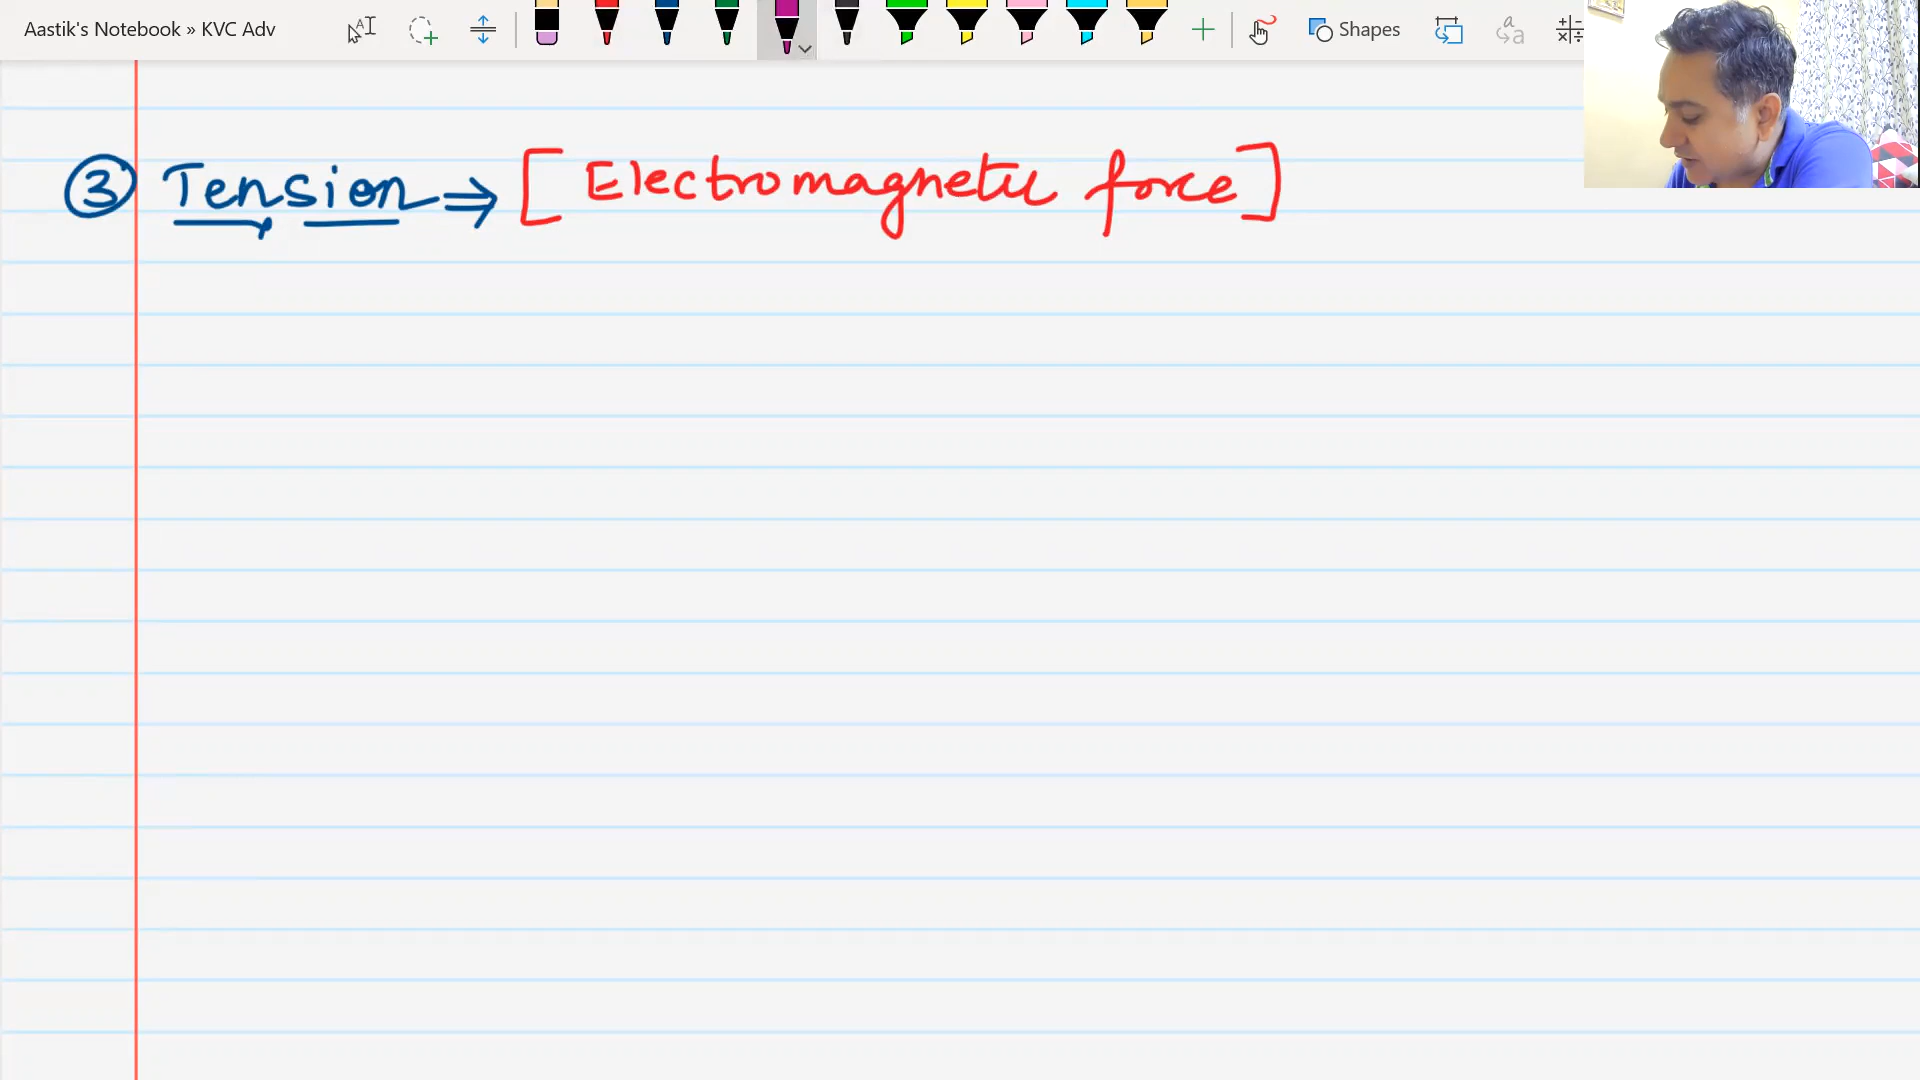 Aastik's Notebook » KVC Adv
Shapes
③ Tension ⇒ [ Electromagnetic force ]